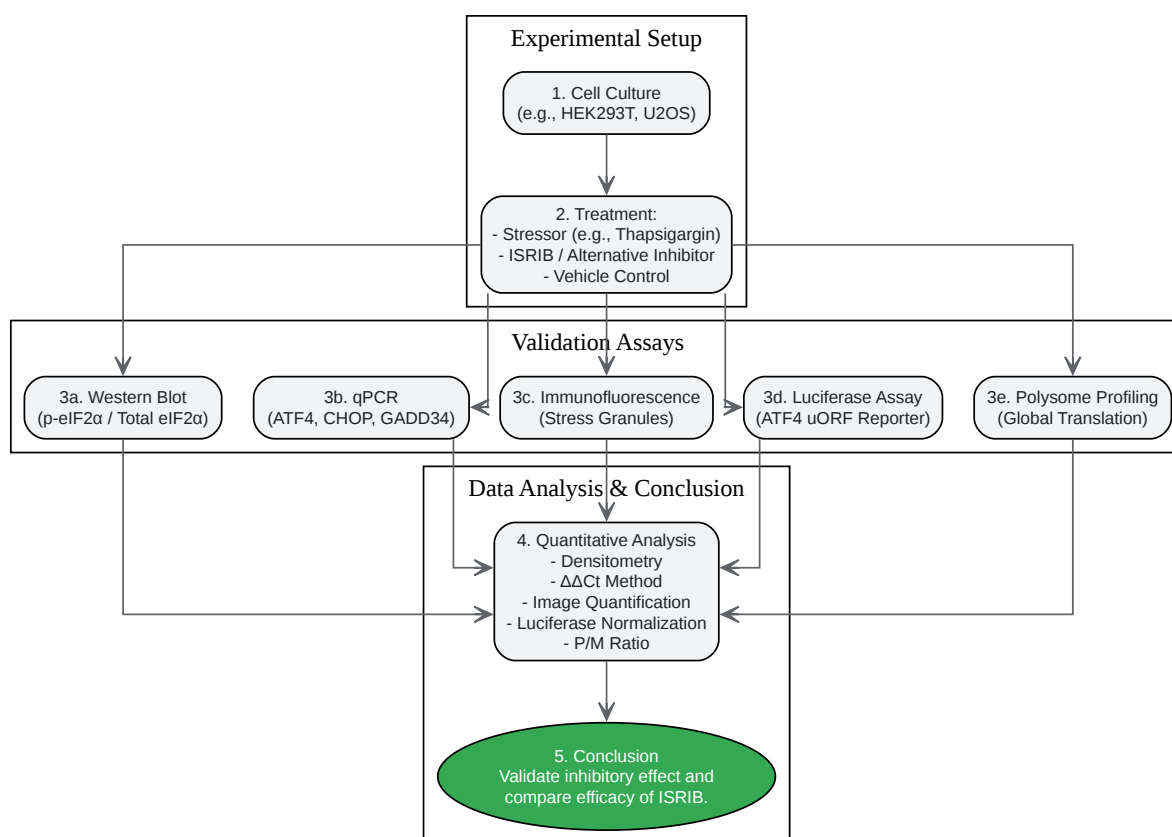 Experimental Setup
1. Cell Culture
(e.g., HEK293T, U2OS)
2. Treatment:
- Stressor (e.g., Thapsigargin)
- ISRIB / Alternative Inhibitor
- Vehicle Control
Validation Assays
3a. Western Blot
(p-eIF2α / Total eIF2α)
3b. qPCR
(ATF4, CHOP, GADD34)
3c. Immunofluorescence
(Stress Granules)
3d. Luciferase Assay
(ATF4 uORF Reporter)
3e. Polysome Profiling
(Global Translation)
Data Analysis & Conclusion
4. Quantitative Analysis
- Densitometry
- ΔΔCt Method
- Image Quantification
- Luciferase Normalization
- P/M Ratio
5. Conclusion
Validate inhibitory effect and
compare efficacy of ISRIB.